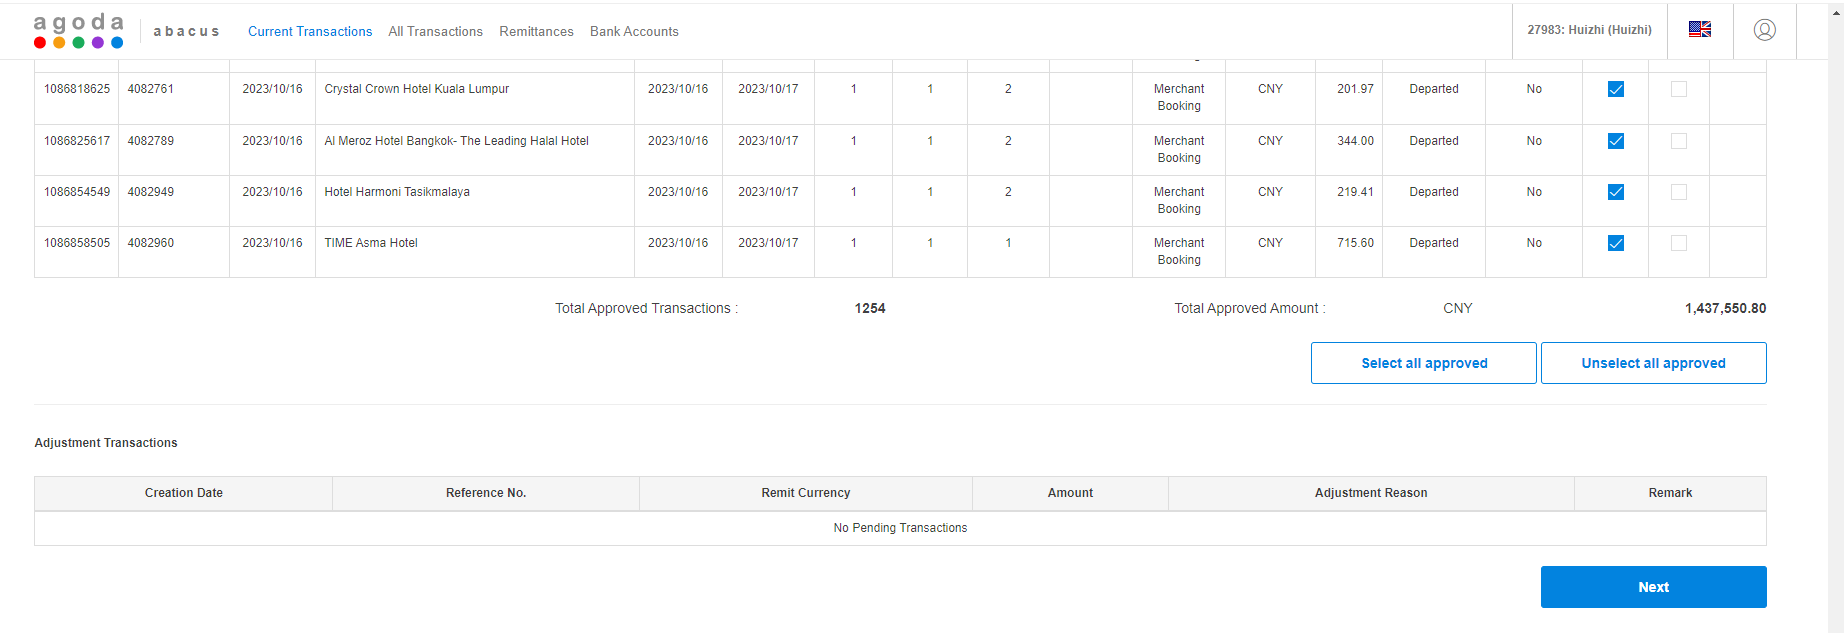 agoda abacus Current Transactions All Transactions Remittances Bank Accounts 27983: Huizhi (Huizhi)
1086818625 4082761 2023/10/16 Crystal Crown Hotel Kuala Lumpur 2023/10/16 2023/10/17 1 1 2 Merchant Booking CNY 201.97 Departed No
1086825617 4082789 2023/10/16 Al Meroz Hotel Bangkok- The Leading Halal Hotel 2023/10/16 2023/10/17 1 1 2 Merchant Booking CNY 344.00 Departed No
1086854549 4082949 2023/10/16 Hotel Harmoni Tasikmalaya 2023/10/16 2023/10/17 1 1 2 Merchant Booking CNY 219.41 Departed No
1086858505 4082960 2023/10/16 TIME Asma Hotel 2023/10/16 2023/10/17 1 1 1 Merchant Booking CNY 715.60 Departed No
Total Approved Transactions : 1254 Total Approved Amount : CNY 1,437,550.80
Select all approved Unselect all approved
Adjustment Transactions
Creation Date Reference No. Remit Currency Amount Adjustment Reason Remark
No Pending Transactions
Next